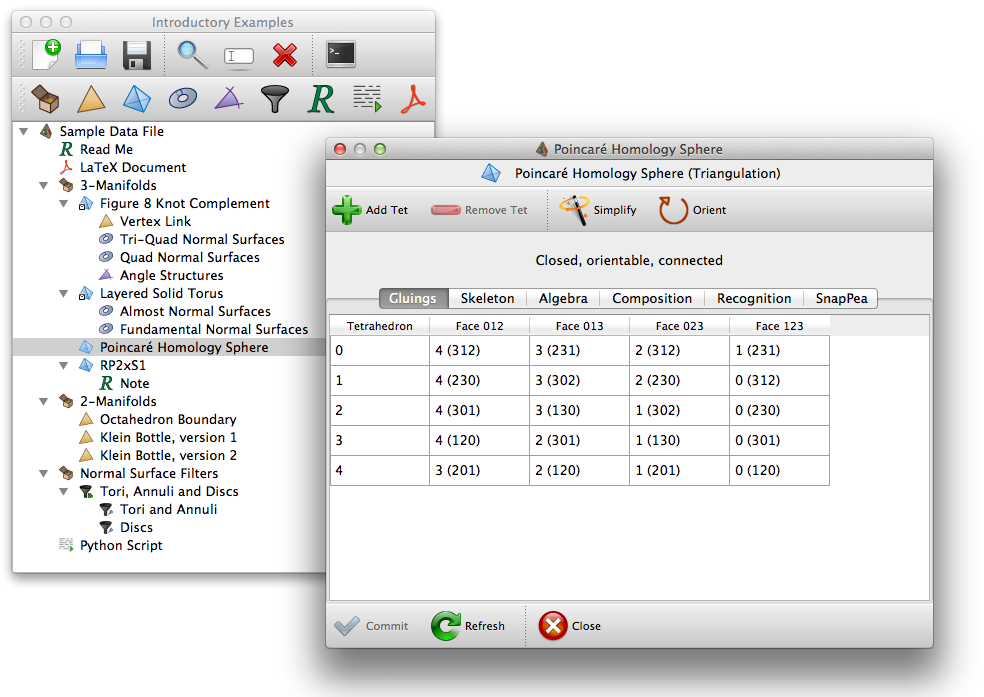 Introductory Examples
Sample Data File
R Read Me
LaTeX Document
3-Manifolds
Figure 8 Knot Complement
Vertex Link
Tri-Quad Normal Surfaces
Quad Normal Surfaces
Angle Structures
Layered Solid Torus
Almost Normal Surfaces
Fundamental Normal Surfaces
Poincaré Homology Sphere
RP2xS1
R Note
2-Manifolds
Octahedron Boundary
Klein Bottle, version 1
Klein Bottle, version 2
Normal Surface Filters
Tori, Annuli and Discs
Tori and Annuli
Discs
Python Script
Poincaré Homology Sphere
Poincaré Homology Sphere (Triangulation)
Add Tet Remove Tet Simplify Orient
Closed, orientable, connected
Gluings Skeleton Algebra Composition Recognition SnapPea
Tetrahedron Face 012 Face 013 Face 023 Face 123
0 4 (312) 3 (231) 2 (312) 1 (231)
1 4 (230) 3 (302) 2 (230) 0 (312)
2 4 (301) 3 (130) 1 (302) 0 (230)
3 4 (120) 2 (301) 1 (130) 0 (301)
4 3 (201) 2 (120) 1 (201) 0 (120)
Commit Refresh Close